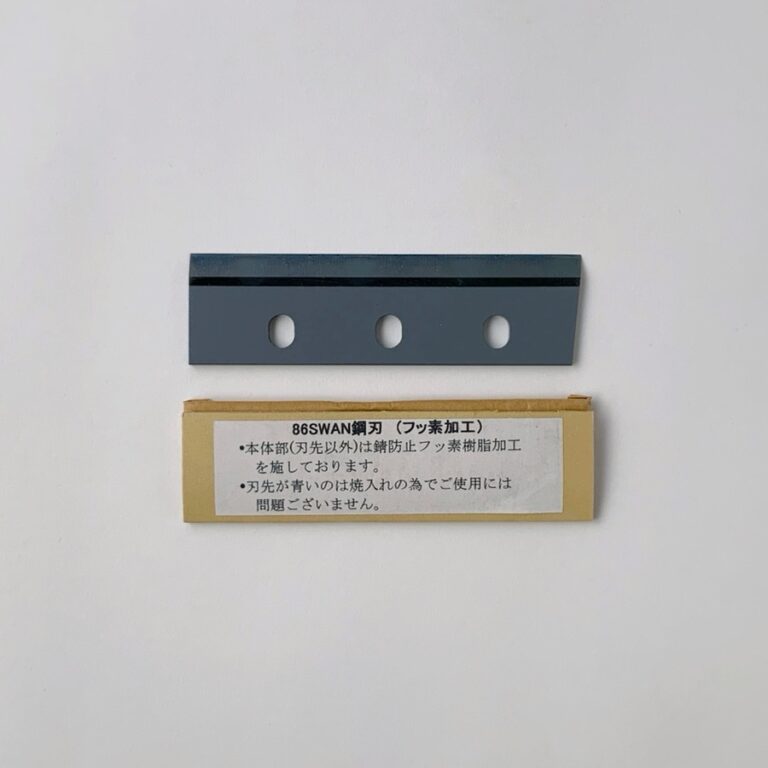 86SWAN鋼刃 （フッ素加工）
•本体部(刃先以外)は錆防止フッ素樹脂加工
を施しております。
•刃先が青いのは焼入れの為でご使用には
問題ございません。